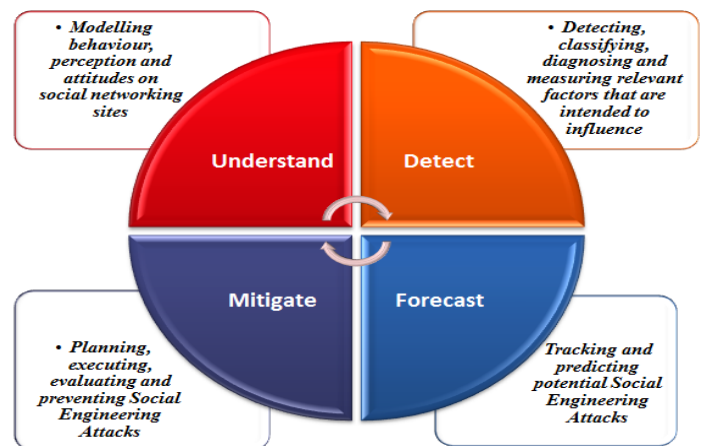 • Modelling
behaviour,
perception and
attitudes on
social networking
sites
• Detecting,
classifying,
diagnosing and
measuring relevant
factors that are
intended to
influence
Understand
Detect
Mitigate
Forecast
• Planning,
executing,
evaluating and
preventing Social
Engineering
Attacks
Tracking and
predicting
potential Social
Engineering
Attacks